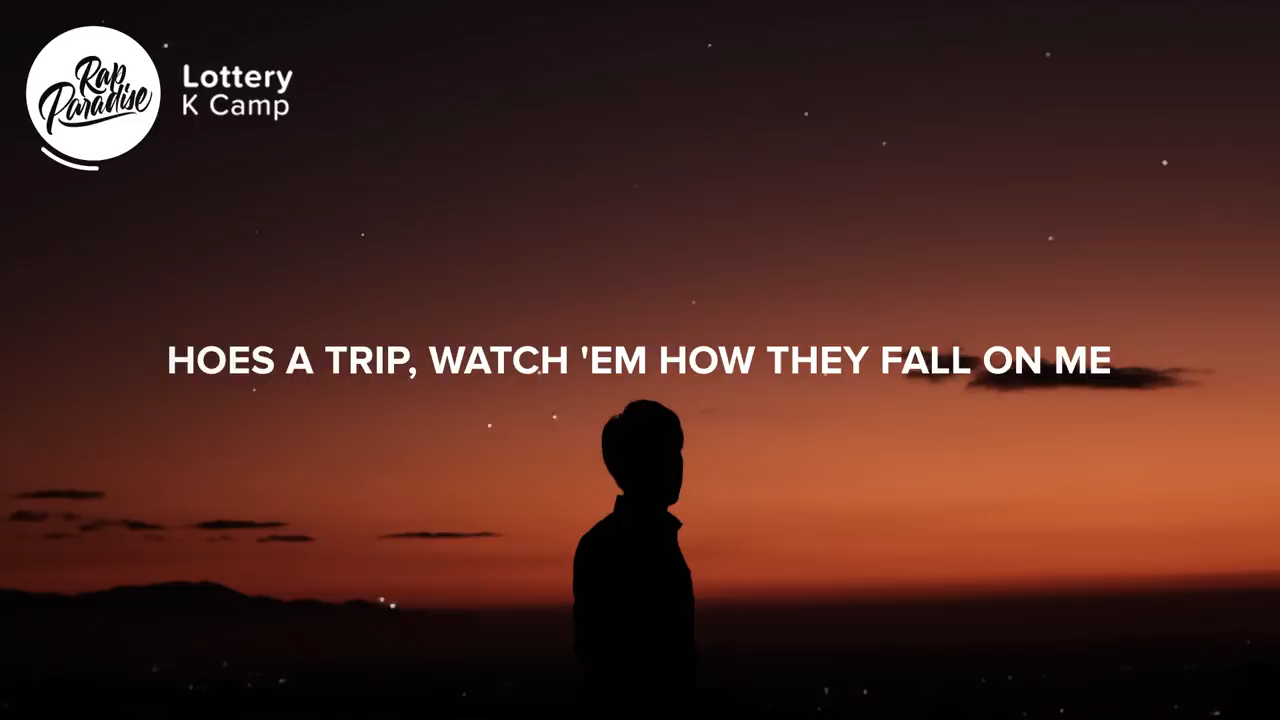 Rap
Paradise
Lottery
K Camp
HOES A TRIP, WATCH 'EM HOW THEY FALL ON ME